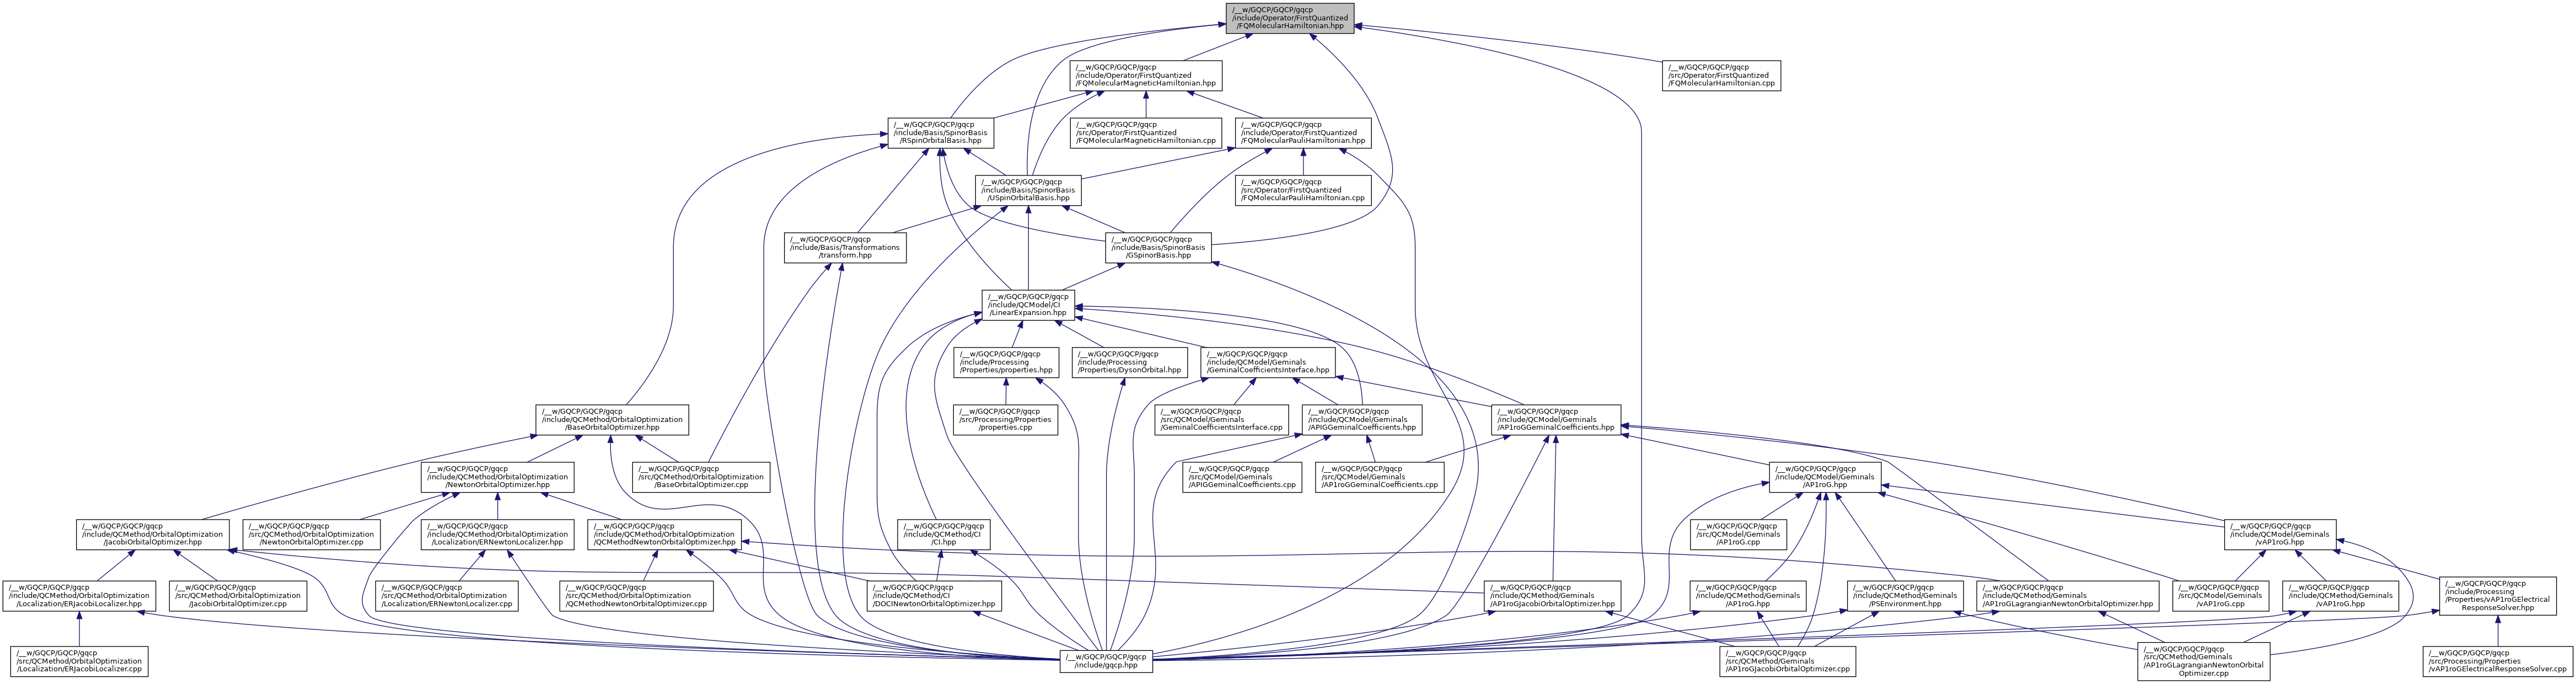 /__w/GQCP/GQCP/gqcp
/include/Operator/FirstQuantized
/FQMolecularHamiltonian.hpp
/__w/GQCP/GQCP/gqcp
/include/Operator/FirstQuantized
/FQMolecularMagneticHamiltonian.hpp
/__w/GQCP/GQCP/gqcp
/src/Operator/FirstQuantized
/FQMolecularHamiltonian.cpp
/__w/GQCP/GQCP/gqcp
/include/Basis/SpinorBasis
/RSpinOrbitalBasis.hpp
/__w/GQCP/GQCP/gqcp
/src/Operator/FirstQuantized
/FQMolecularMagneticHamiltonian.cpp
/__w/GQCP/GQCP/gqcp
/include/Operator/FirstQuantized
/FQMolecularPauliHamiltonian.hpp
/__w/GQCP/GQCP/gqcp
/include/Basis/SpinorBasis
/USpinOrbitalBasis.hpp
/__w/GQCP/GQCP/gqcp
/src/Operator/FirstQuantized
/FQMolecularPauliHamiltonian.cpp
/__w/GQCP/GQCP/gqcp
/include/Basis/Transformations
/transform.hpp
/__w/GQCP/GQCP/gqcp
/include/Basis/SpinorBasis
/GSpinorBasis.hpp
/__w/GQCP/GQCP/gqcp
/include/QCModel/CI
/LinearExpansion.hpp
/__w/GQCP/GQCP/gqcp
/include/Processing
/Properties/properties.hpp
/__w/GQCP/GQCP/gqcp
/include/Processing
/Properties/DysonOrbital.hpp
/__w/GQCP/GQCP/gqcp
/include/QCModel/Geminals
/GeminalCoefficientsInterface.hpp
/__w/GQCP/GQCP/gqcp
/include/QCMethod/OrbitalOptimization
/BaseOrbitalOptimizer.hpp
/__w/GQCP/GQCP/gqcp
/src/Processing/Properties
/properties.cpp
/__w/GQCP/GQCP/gqcp
/src/QCModel/Geminals
/GeminalCoefficientsInterface.cpp
/__w/GQCP/GQCP/gqcp
/include/QCModel/Geminals
/APIGGeminalCoefficients.hpp
/__w/GQCP/GQCP/gqcp
/include/QCModel/Geminals
/AP1roGGeminalCoefficients.hpp
/__w/GQCP/GQCP/gqcp
/include/QCMethod/OrbitalOptimization
/NewtonOrbitalOptimizer.hpp
/__w/GQCP/GQCP/gqcp
/src/QCMethod/OrbitalOptimization
/BaseOrbitalOptimizer.cpp
/__w/GQCP/GQCP/gqcp
/src/QCModel/Geminals
/APIGGeminalCoefficients.cpp
/__w/GQCP/GQCP/gqcp
/src/QCModel/Geminals
/AP1roGGeminalCoefficients.cpp
/__w/GQCP/GQCP/gqcp
/include/QCModel/Geminals
/AP1roG.hpp
/__w/GQCP/GQCP/gqcp
/include/QCMethod/OrbitalOptimization
/JacobiOrbitalOptimizer.hpp
/__w/GQCP/GQCP/gqcp
/src/QCMethod/OrbitalOptimization
/NewtonOrbitalOptimizer.cpp
/__w/GQCP/GQCP/gqcp
/include/QCMethod/OrbitalOptimization
/Localization/ERNewtonLocalizer.hpp
/__w/GQCP/GQCP/gqcp
/include/QCMethod/OrbitalOptimization
/QCMethodNewtonOrbitalOptimizer.hpp
/__w/GQCP/GQCP/gqcp
/include/QCMethod/CI
/CI.hpp
/__w/GQCP/GQCP/gqcp
/src/QCModel/Geminals
/AP1roG.cpp
/__w/GQCP/GQCP/gqcp
/include/QCModel/Geminals
/vAP1roG.hpp
/__w/GQCP/GQCP/gqcp
/include/QCMethod/OrbitalOptimization
/Localization/ERJacobiLocalizer.hpp
/__w/GQCP/GQCP/gqcp
/src/QCMethod/OrbitalOptimization
/JacobiOrbitalOptimizer.cpp
/__w/GQCP/GQCP/gqcp
/src/QCMethod/OrbitalOptimization
/Localization/ERNewtonLocalizer.cpp
/__w/GQCP/GQCP/gqcp
/src/QCMethod/OrbitalOptimization
/QCMethodNewtonOrbitalOptimizer.cpp
/__w/GQCP/GQCP/gqcp
/include/QCMethod/CI
/DOCINewtonOrbitalOptimizer.hpp
/__w/GQCP/GQCP/gqcp
/include/QCMethod/Geminals
/AP1roGJacobiOrbitalOptimizer.hpp
/__w/GQCP/GQCP/gqcp
/include/QCMethod/Geminals
/AP1roG.hpp
/__w/GQCP/GQCP/gqcp
/include/QCMethod/Geminals
/PSEnvironment.hpp
/__w/GQCP/GQCP/gqcp
/include/QCMethod/Geminals
/AP1roGLagrangianNewtonOrbitalOptimizer.hpp
/__w/GQCP/GQCP/gqcp
/src/QCModel/Geminals
/vAP1roG.cpp
/__w/GQCP/GQCP/gqcp
/include/QCMethod/Geminals
/vAP1roG.hpp
/__w/GQCP/GQCP/gqcp
/include/Processing
/Properties/vAP1roGElectrical
ResponseSolver.hpp
/__w/GQCP/GQCP/gqcp
/src/QCMethod/OrbitalOptimization
/Localization/ERJacobiLocalizer.cpp
/__w/GQCP/GQCP/gqcp
/include/gqcp.hpp
/__w/GQCP/GQCP/gqcp
/src/QCMethod/Geminals
/AP1roGJacobiOrbitalOptimizer.cpp
/__w/GQCP/GQCP/gqcp
/src/QCMethod/Geminals
/AP1roGLagrangianNewtonOrbital
Optimizer.cpp
/__w/GQCP/GQCP/gqcp
/src/Processing/Properties
/vAP1roGElectricalResponseSolver.cpp